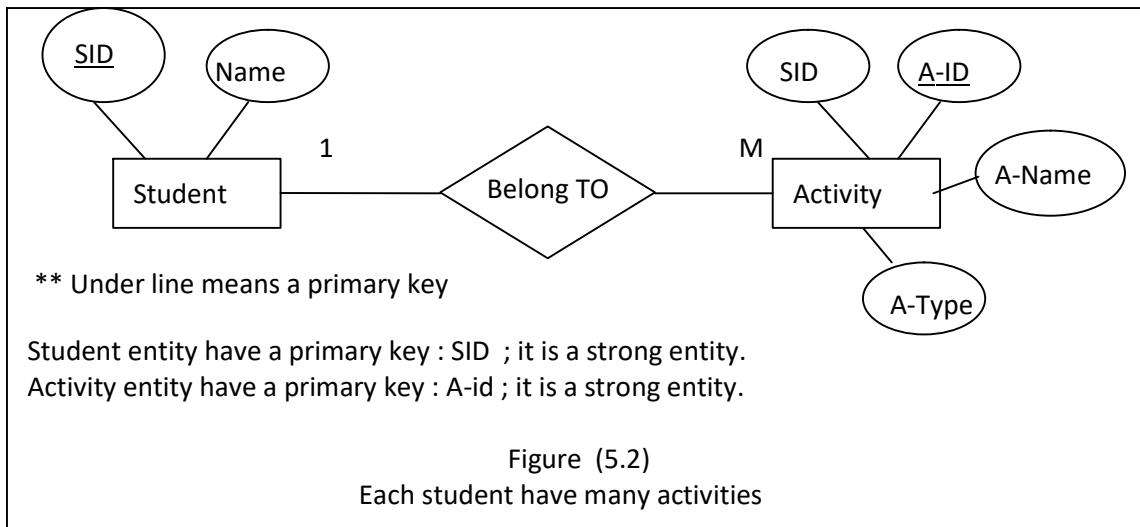 SID
Name
SID
A-ID
1
M
A-Name
Student
Belong TO
Activity
** Under line means a primary key
A-Type
Student entity have a primary key : SID ; it is a strong entity.
Activity entity have a primary key : A-id ; it is a strong entity.
Figure (5.2)
Each student have many activities